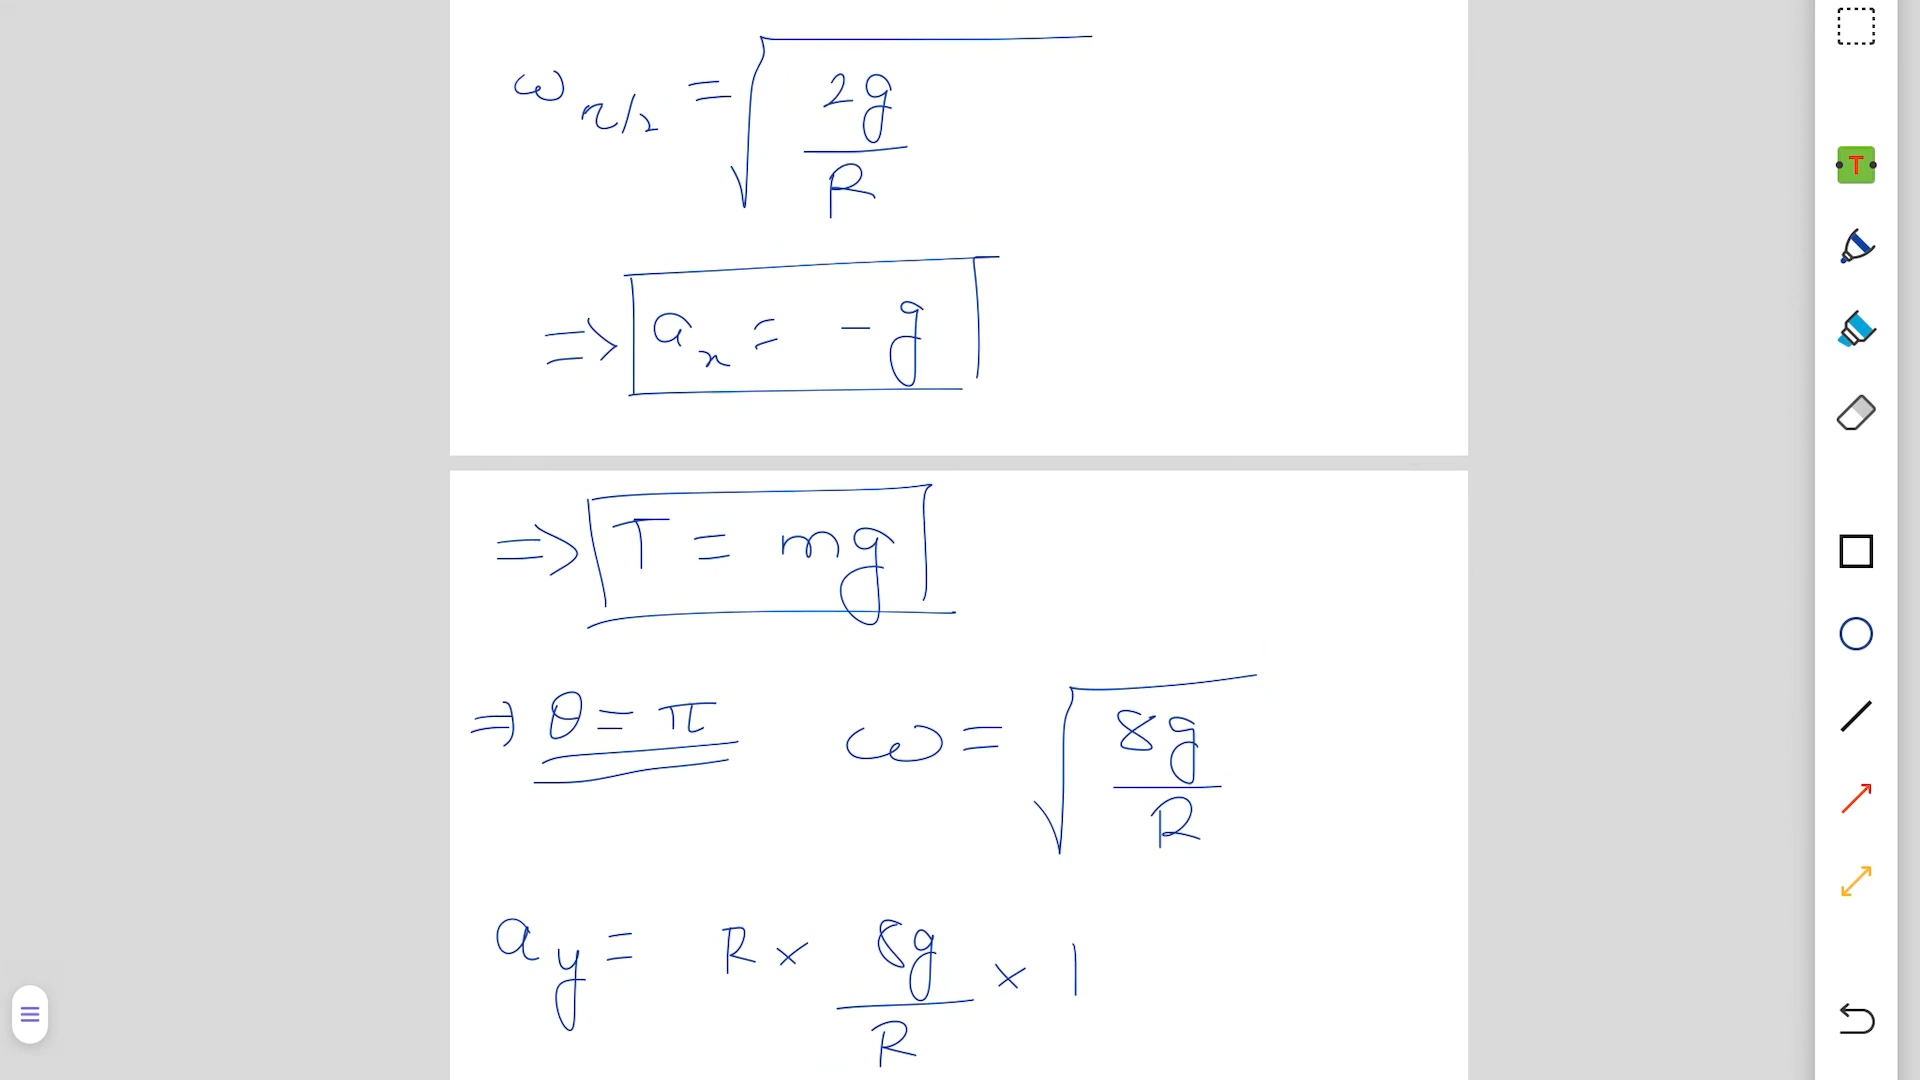 ω_{π/2} = √(2g/R)
⇒ a_x = -g
⇒ T = mg
⇒ θ = π ω = √(8g/R)
a_y = R × 8g/R × 1
T